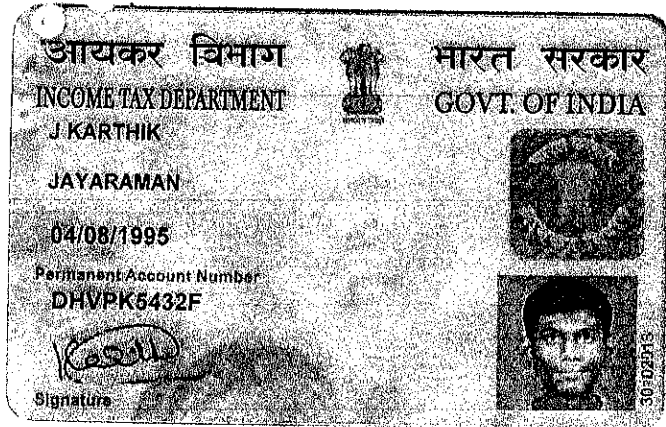 आयकर विभाग
भारत सरकार
INCOME TAX DEPARTMENT
GOVT. OF INDIA
J KARTHIK
JAYARAMAN
04/08/1995
Permanent Account Number
DHVPK5432F
Signature